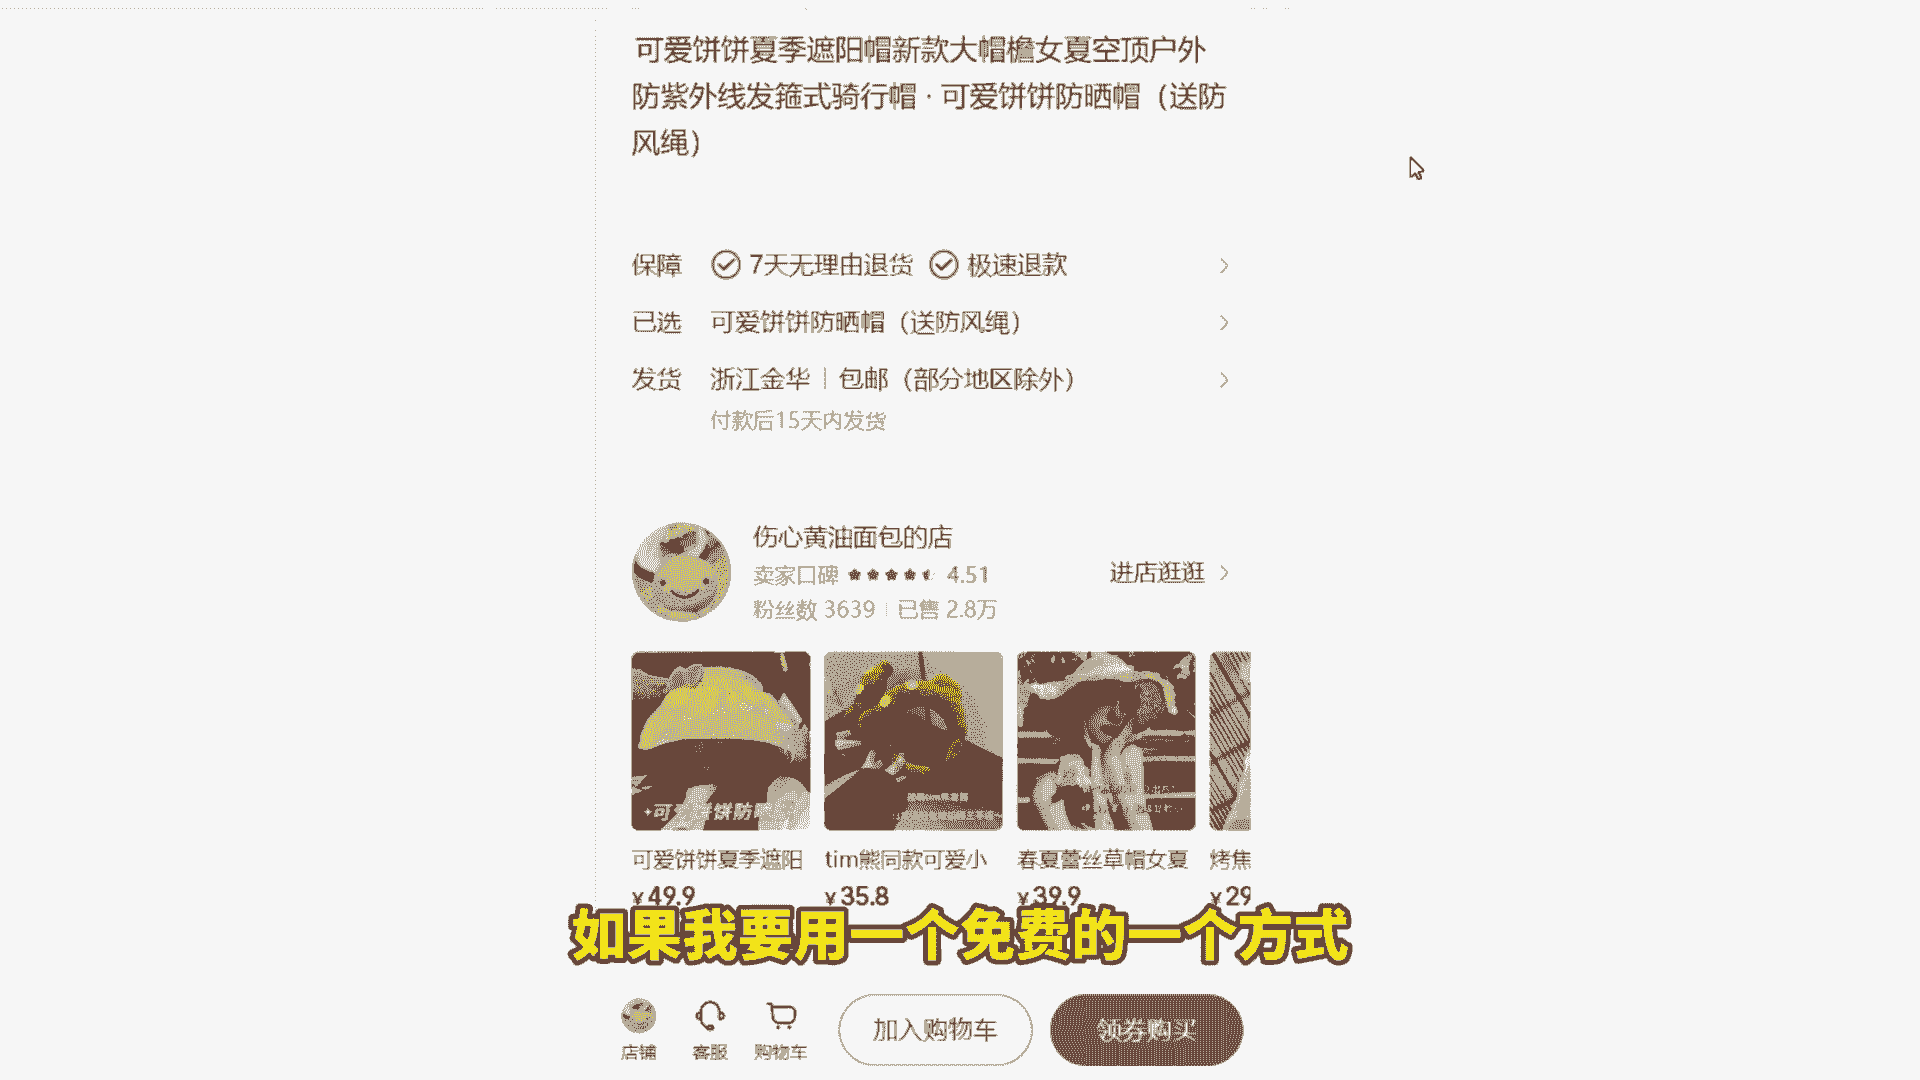 可爱饼饼夏季遮阳帽新款大帽檐女夏空顶户外
防紫外线发箍式骑行帽 · 可爱饼饼防晒帽（送防
风绳）
保障 7天无理由退货 极速退款
已选 可爱饼饼防晒帽（送防风绳）
发货 浙江金华 | 包邮（部分地区除外）
付款后15天内发货
伤心黄油面包的店
卖家口碑 4.51
进店逛逛
粉丝数 3639 | 已售 2.8万
可爱饼饼防
可爱饼饼夏季遮阳 tim熊同款可爱小 春夏蕾丝草帽女夏 烤焦
¥49.9 ¥35.8 ¥39.9 ¥29
如果我要用一个免费的一个方式
店铺 客服 购物车 加入购物车 领券购买